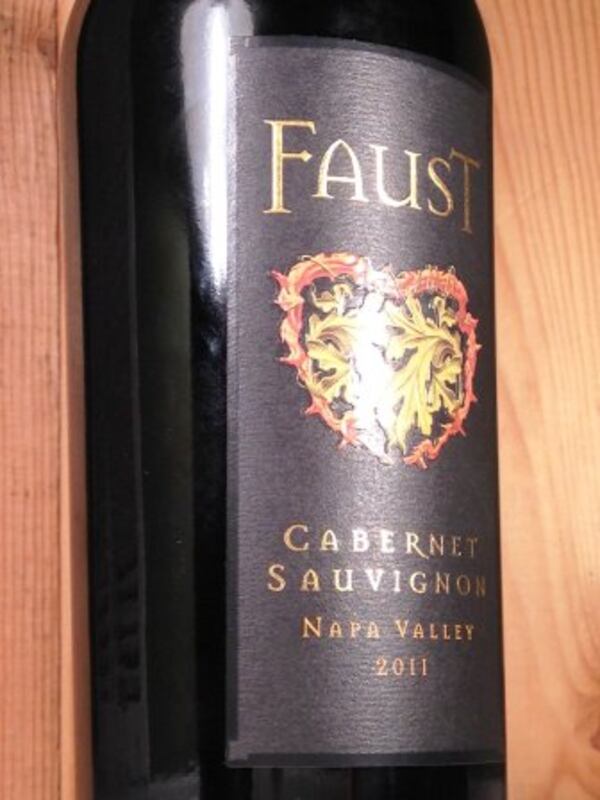 FAUST
CABERNET
SAUVIGNON
NAPA VALLEY
2011